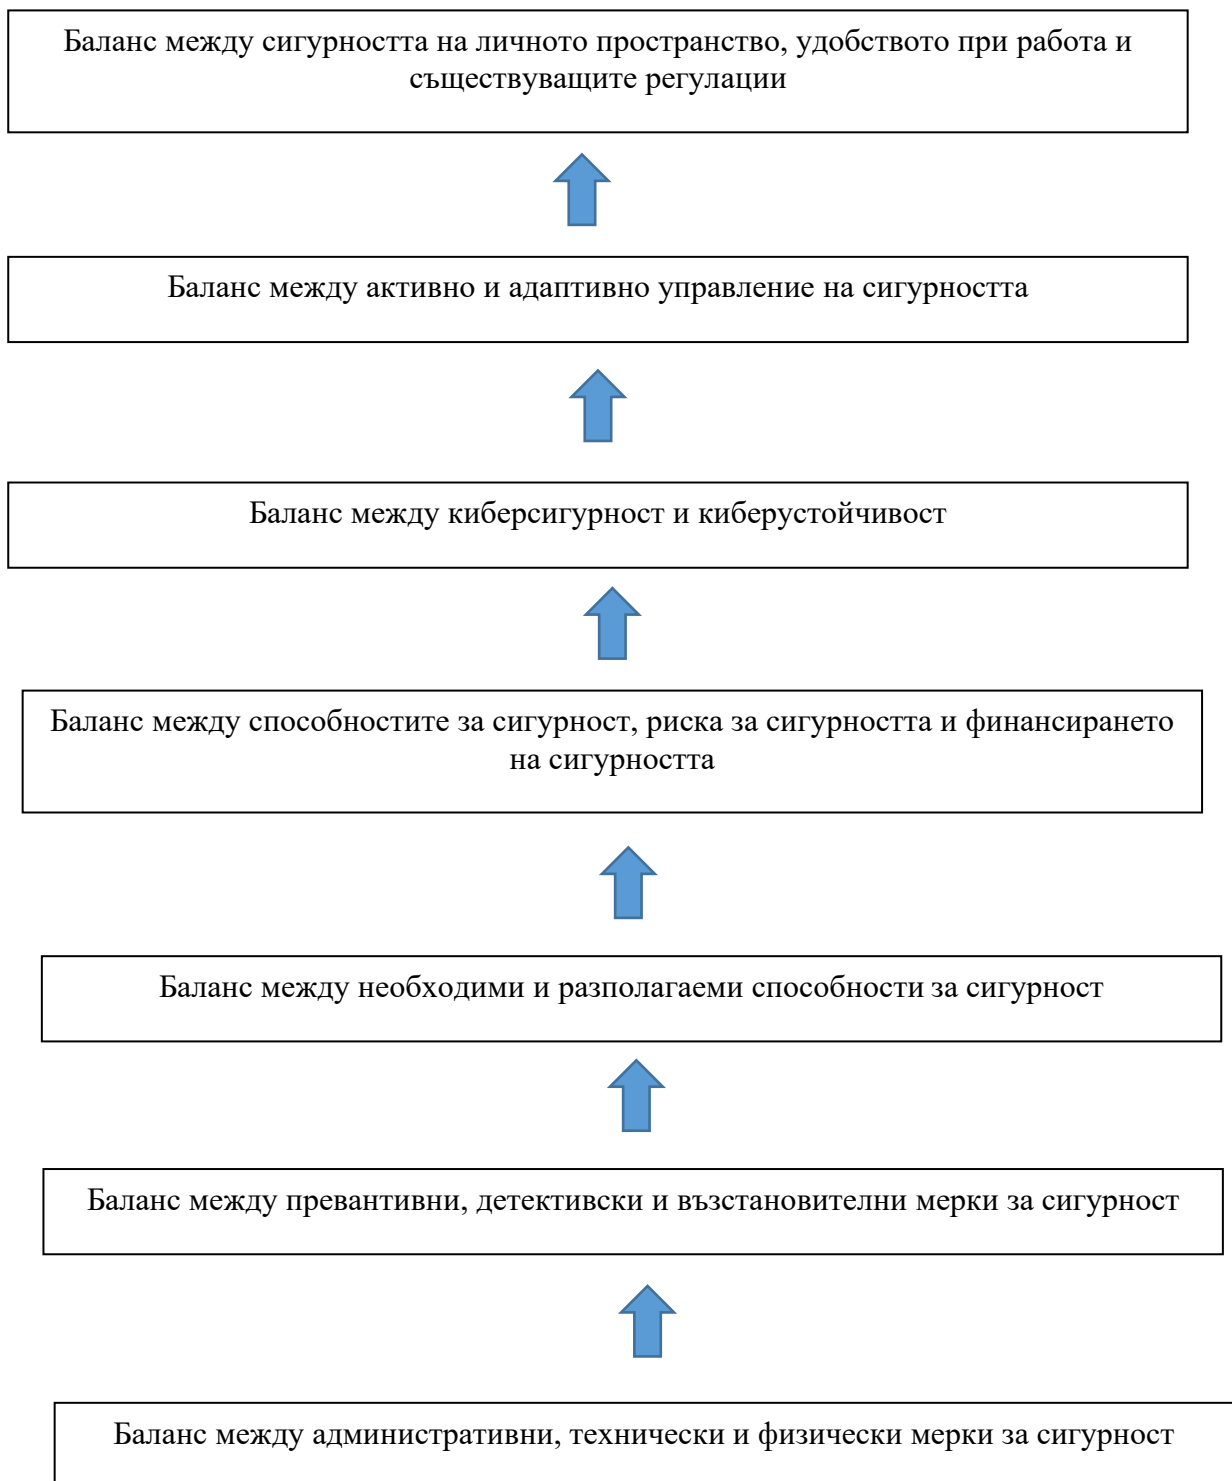 Баланс между сигурността на личното пространство, удобството при работа и
съществуващите регулации
Баланс между активно и адаптивно управление на сигурността
Баланс между киберсигурност и киберустойчивост
Баланс между способностите за сигурност, риска за сигурността и финансирането
на сигурността
Баланс между необходими и разполагаеми способности за сигурност
Баланс между превантивни, детективски и възстановителни мерки за сигурност
Баланс между административни, технически и физически мерки за сигурност